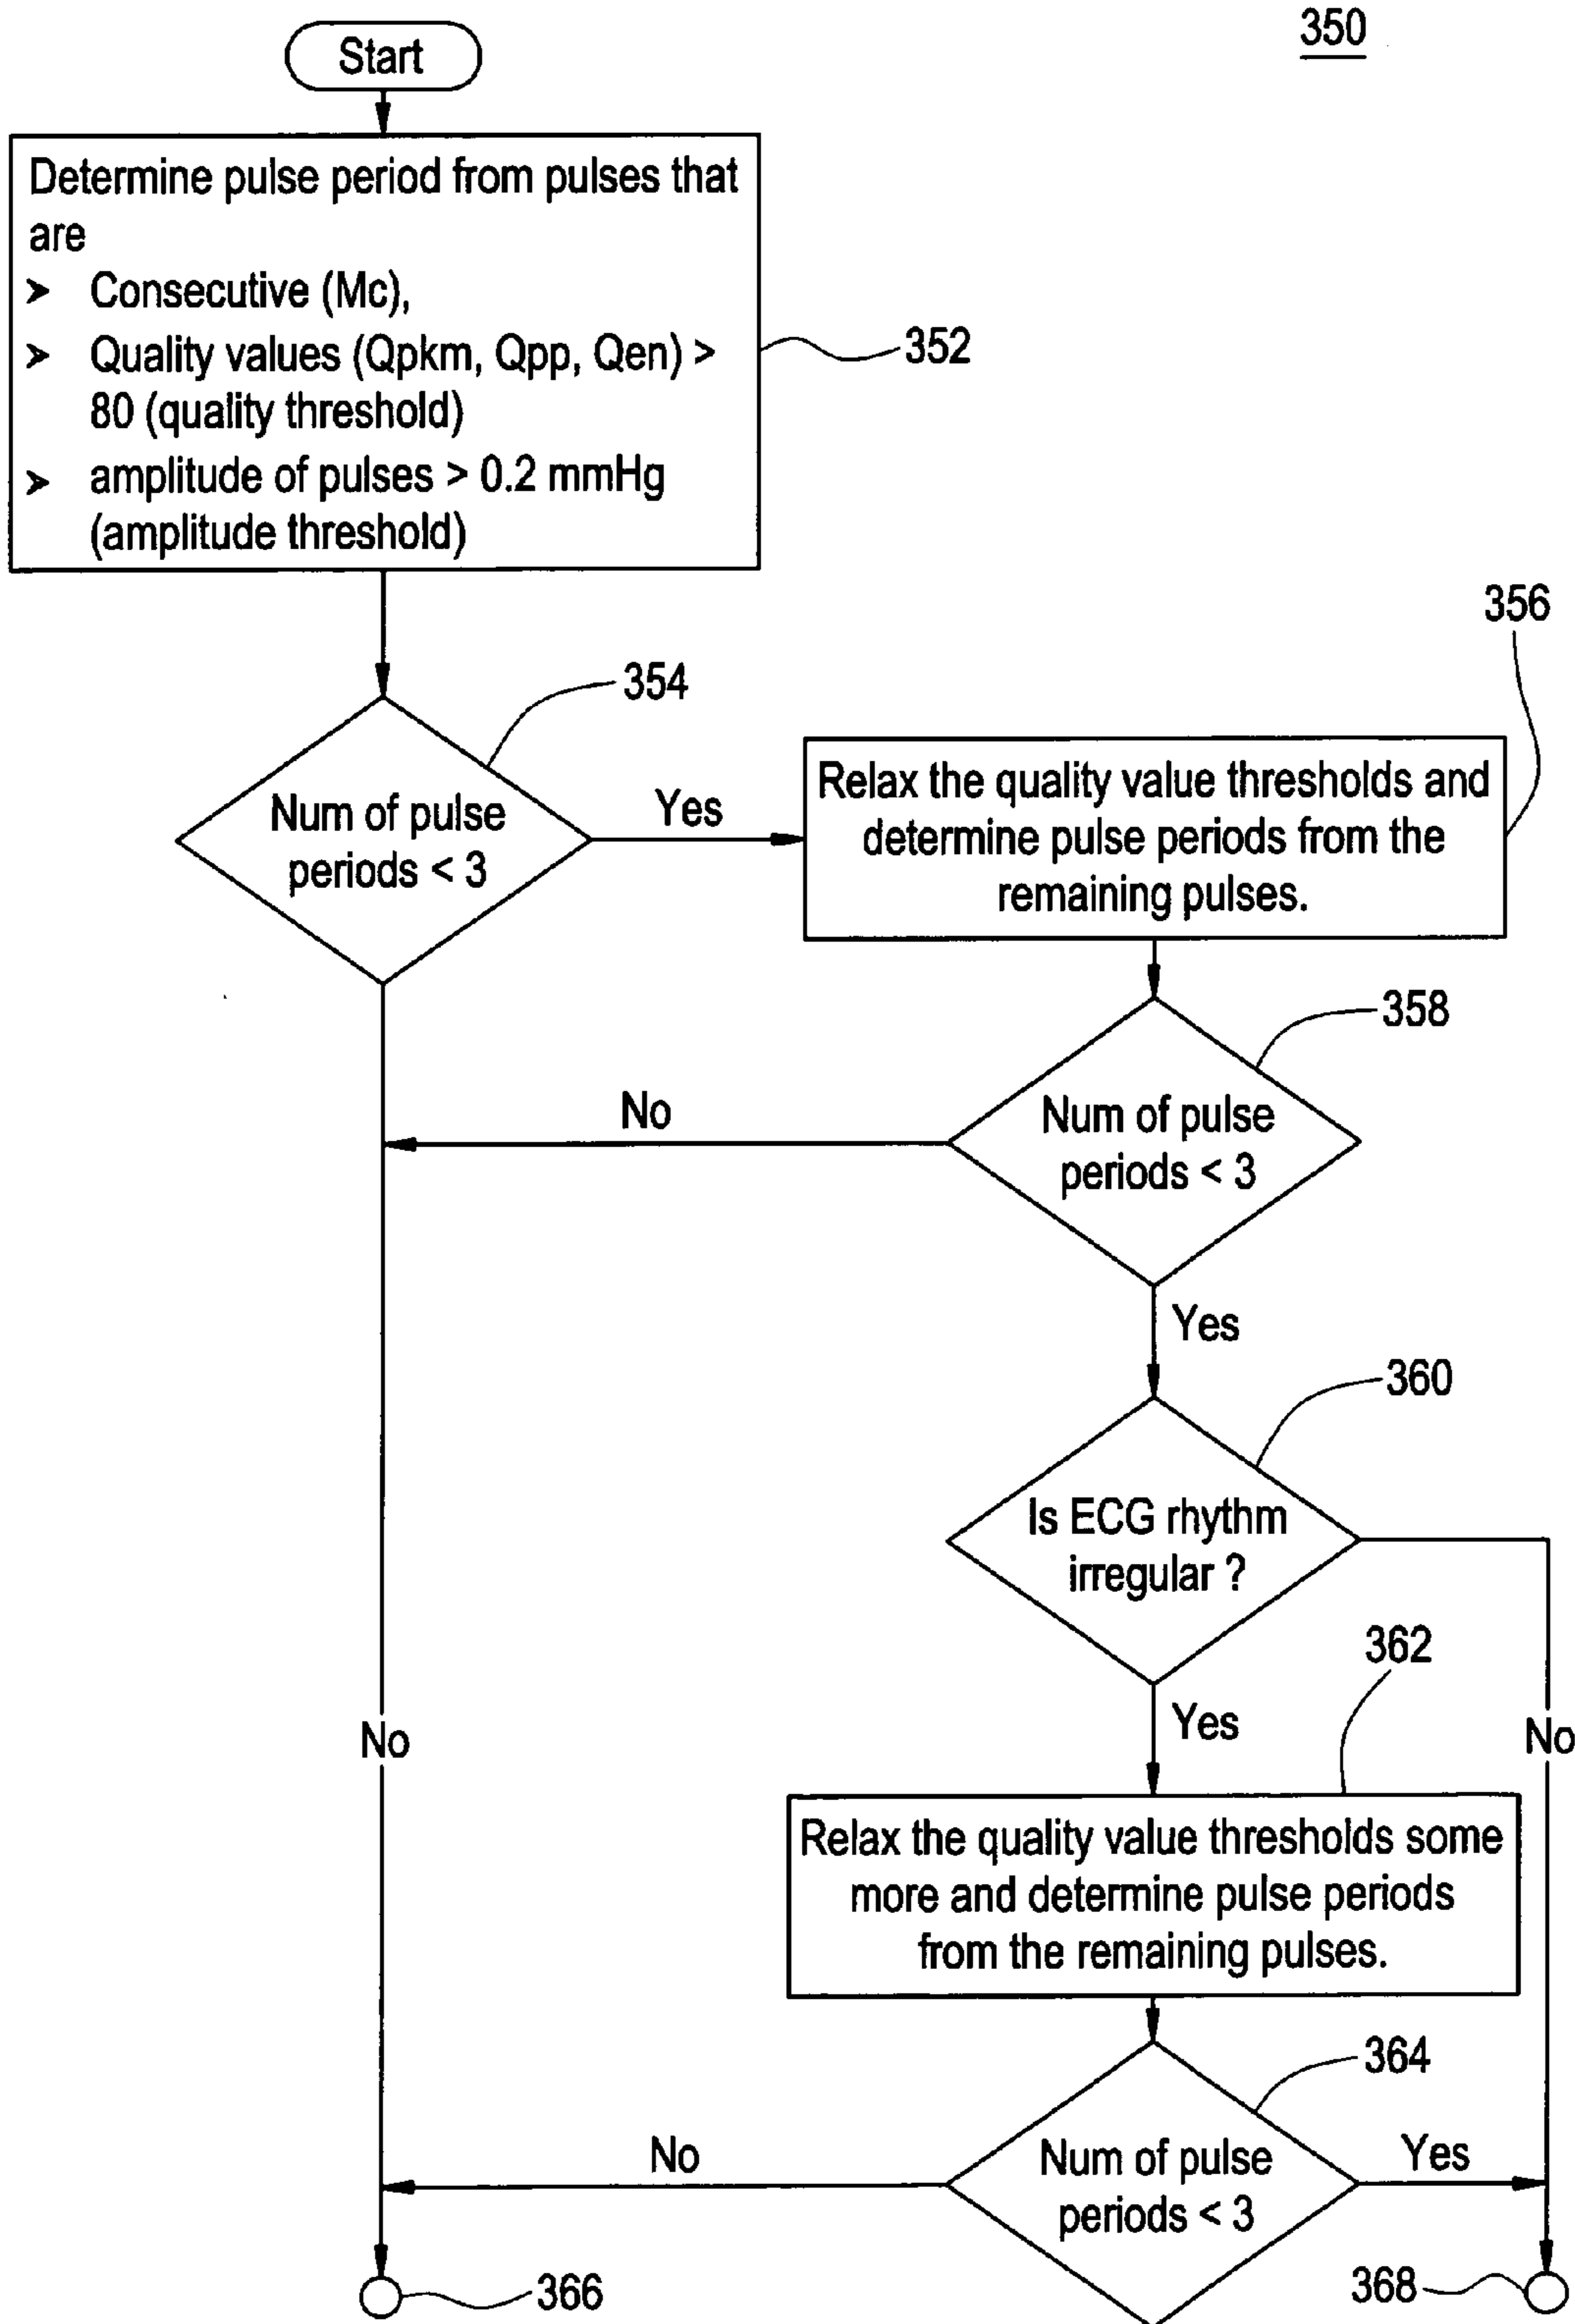 350
Start
Determine pulse period from pulses that
are
➤ Consecutive (Mc),
➤ Quality values (Qpkm, Qpp, Qen) >
80 (quality threshold)
➤ amplitude of pulses > 0.2 mmHg
(amplitude threshold)
352
354
Num of pulse
periods < 3
Yes
356
Relax the quality value thresholds and
determine pulse periods from the
remaining pulses.
358
Num of pulse
periods < 3
No
Yes
360
Is ECG rhythm
irregular ?
No
Yes
No
362
Relax the quality value thresholds some
more and determine pulse periods
from the remaining pulses.
364
Num of pulse
periods < 3
No
Yes
366
368